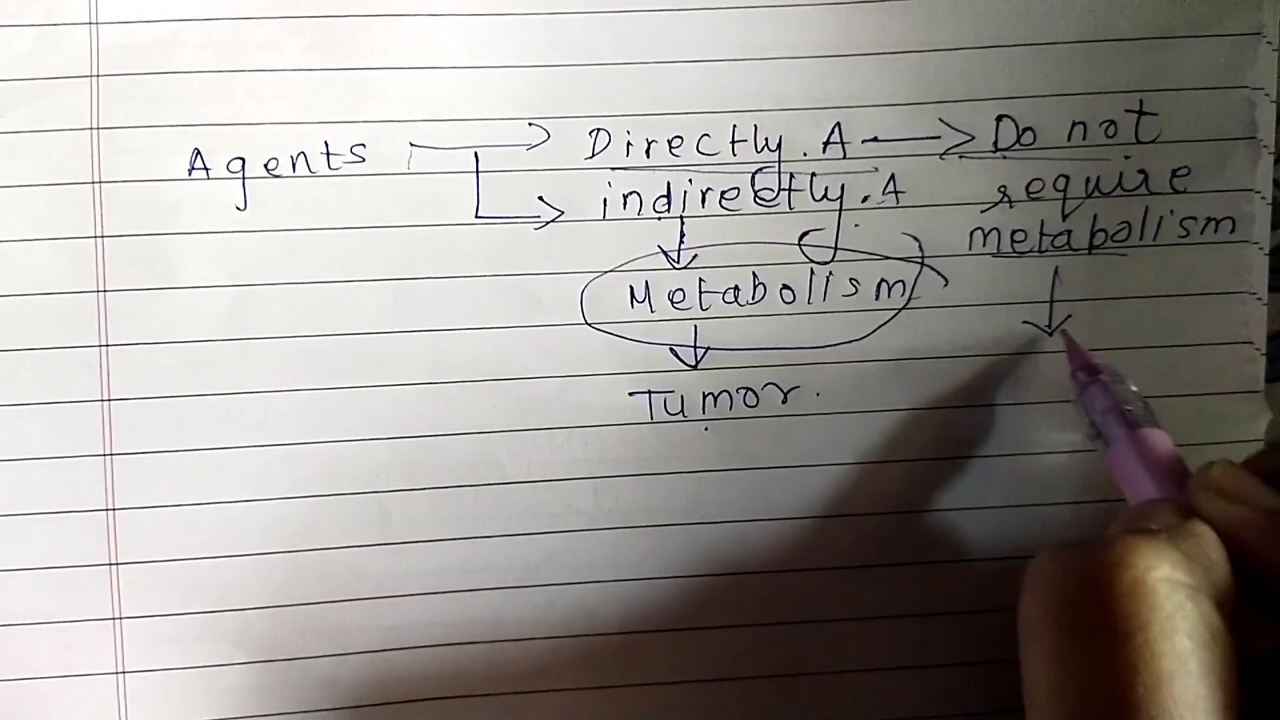 Agents → Directly.A → Do not
→ indirectly.A require
metabolism
↓ ↓
Metabolism
↓
Tumor.